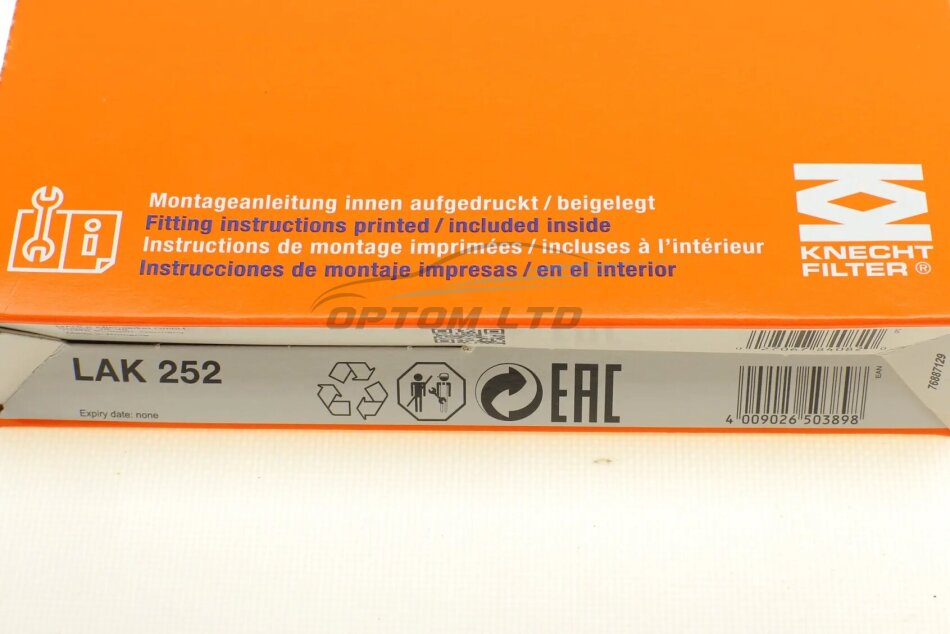 Montageanleitung innen aufgedruckt / beigelegt
Fitting instructions printed / included inside
Instructions de montage imprimées / incluses à l'intérieur
Instrucciones de montaje impresas / en el interior
KNECHT
FILTER®
OPTOM LTD
LAK 252
Expiry date: none
EAC
4 009026 503898
EAN
76887129